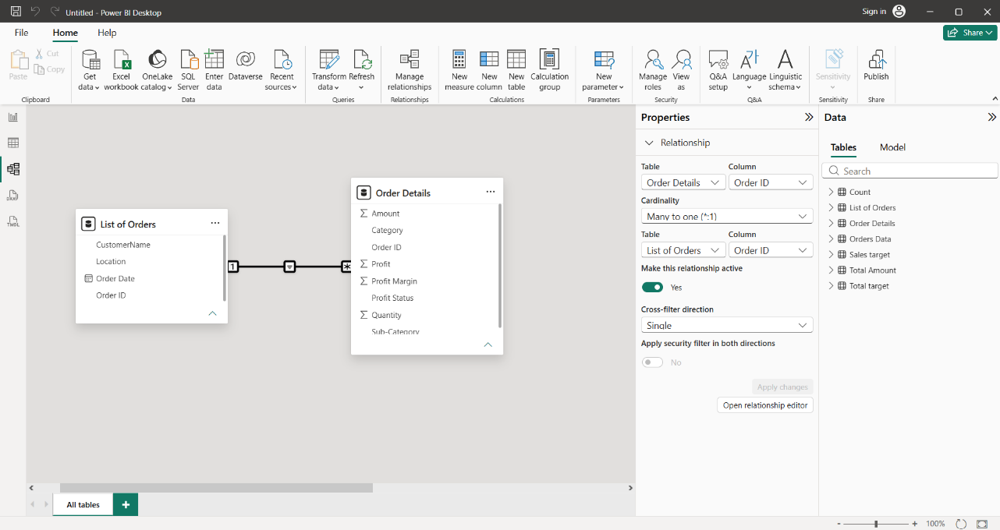 Untitled - Power BI Desktop
Sign in
File Home Help
Share
Paste
Cut
Copy
Get data
Excel workbook
OneLake catalog
SQL Server
Enter data
Dataverse
Recent sources
Transform data
Refresh
Manage relationships
New measure
New column
New table
Calculation group
New parameter
Manage roles
View as
Q&A setup
Language
Linguistic schema
Sensitivity
Publish
Clipboard
Data
Queries
Relationships
Calculations
Parameters
Security
Q&A
Sensitivity
Share
DAX
TMDL
List of Orders
CustomerName
Location
Order Date
Order ID
1
*
Order Details
Σ Amount
Category
Order ID
Σ Profit
Σ Profit Margin
Profit Status
Σ Quantity
Sub-Category
Properties
Relationship
Table Column
Order Details Order ID
Cardinality
Many to one (*:1)
Table Column
List of Orders Order ID
Make this relationship active
Yes
Cross-filter direction
Single
Apply security filter in both directions
No
Apply changes
Open relationship editor
Data
Tables Model
Search
Count
List of Orders
Order Details
Orders Data
Sales target
Total Amount
Total target
All tables
+
- + 100%